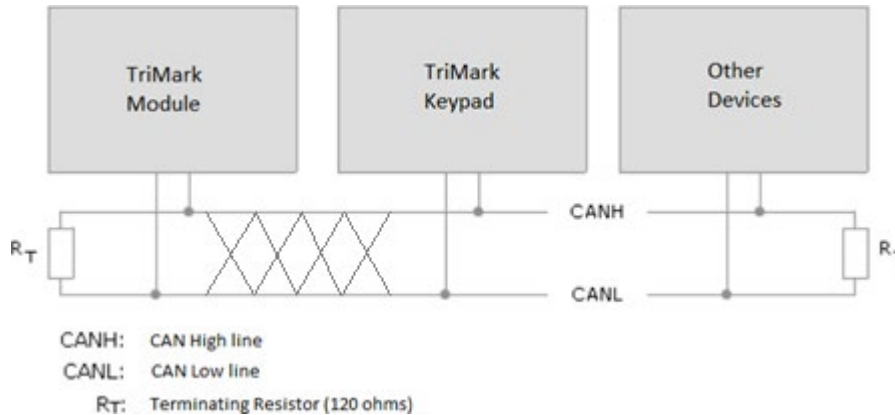 TriMark
Module
TriMark
Keypad
Other
Devices
CANH
RT
R
CANL
CANH: CAN High line
CANL: CAN Low line
RT: Terminating Resistor (120 ohms)